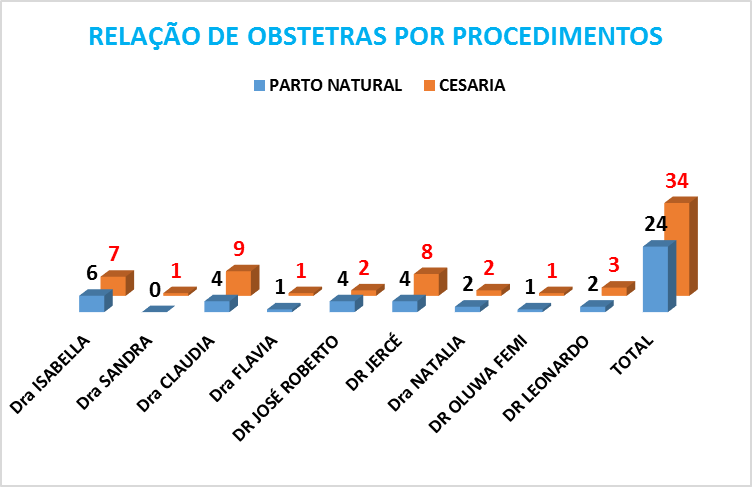 RELAÇÃO DE OBSTETRAS POR PROCEDIMENTOS
PARTO NATURAL CESARIA
6 7 0 1 4 9 1 1 4 2 4 8 2 2 1 1 2 3 24 34
Dra ISABELLA
Dra SANDRA
Dra CLAUDIA
Dra FLAVIA
DR JOSÉ ROBERTO
DR JERCÉ
Dra NATALIA
DR OLUWA FEMI
DR LEONARDO
TOTAL